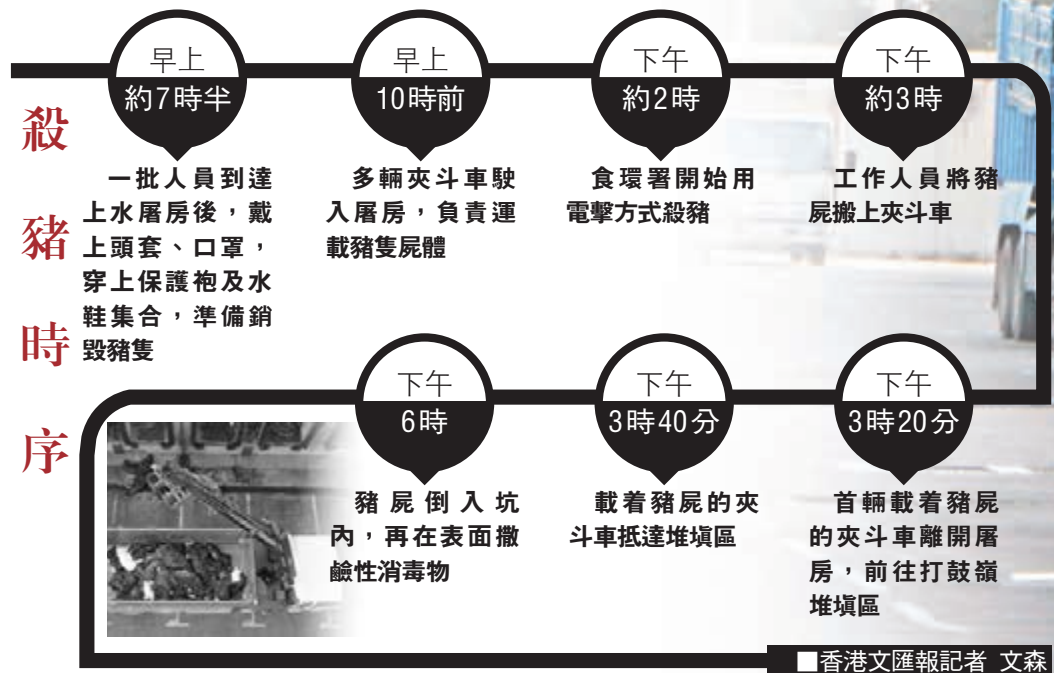 殺豬時序
早上
約7時半
一批人員到達
上水屠房後，戴
上頭套、口罩，
穿上保護袍及水
鞋集合，準備銷
毀豬隻
早上
10時前
多輛夾斗車駛
入屠房，負責運
載豬隻屍體
下午
約2時
食環署開始用
電擊方式殺豬
下午
約3時
工作人員將豬
屍搬上夾斗車
下午
3時20分
首輛載着豬屍
的夾斗車離開屠
房，前往打鼓嶺
堆填區
下午
3時40分
載着豬屍的夾
斗車抵達堆填區
下午
6時
豬屍倒入坑
內，再在表面撒
鹼性消毒物
■香港文匯報記者 文森